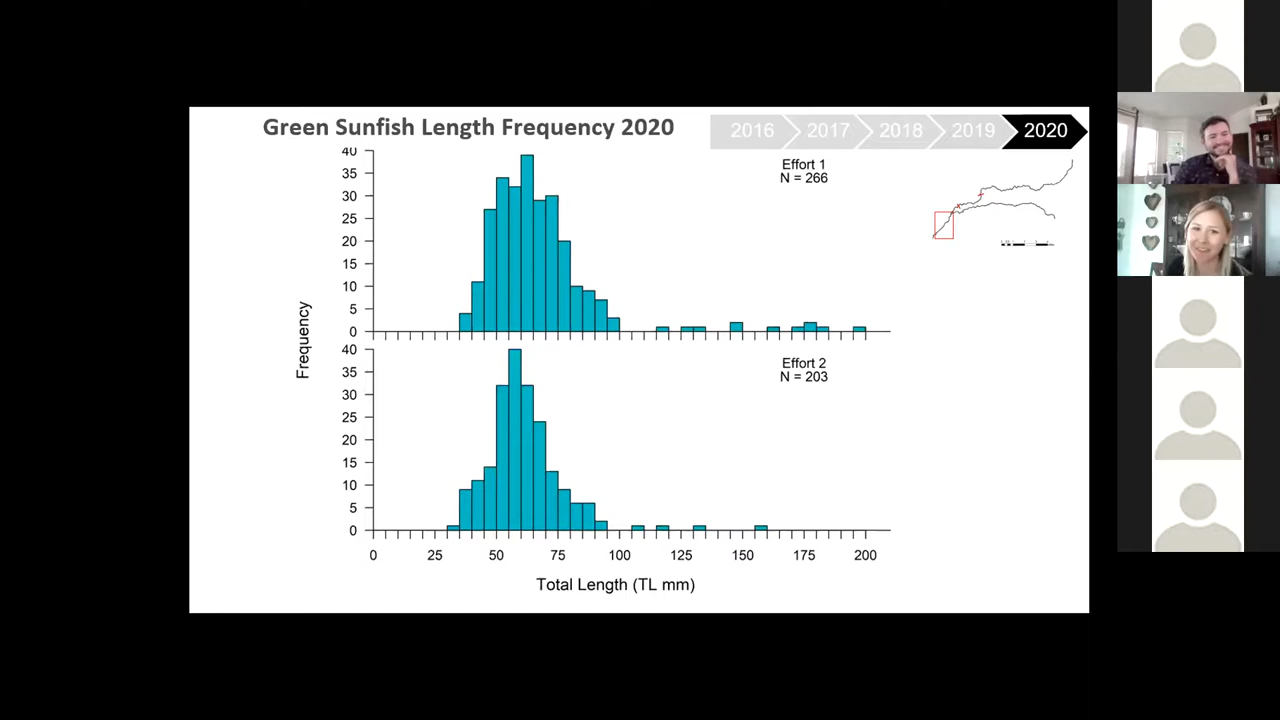 Green Sunfish Length Frequency 2020
2016 2017 2018 2019 2020
Effort 1
N = 266
40
35
30
25
20
15
10
5
0
Frequency
Effort 2
N = 203
40
35
30
25
20
15
10
5
0
0 25 50 75 100 125 150 175 200
Total Length (TL mm)